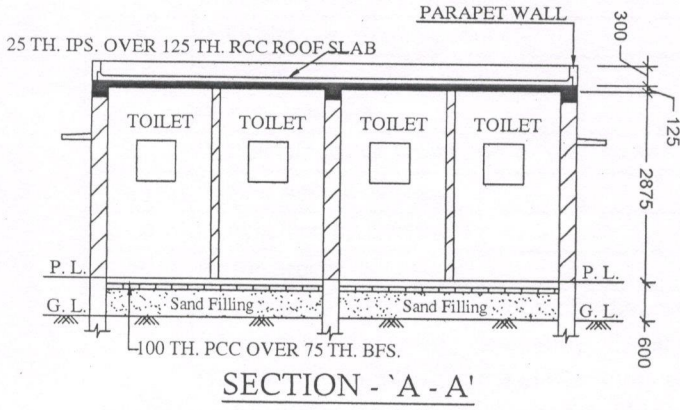 PARAPET WALL
25 TH. IPS. OVER 125 TH. RCC ROOF SLAB
300
125
TOILET TOILET TOILET TOILET
2875
P. L. P. L.
Sand Filling Sand Filling
G. L. G. L.
600
100 TH. PCC OVER 75 TH. BFS.
SECTION - 'A - A'